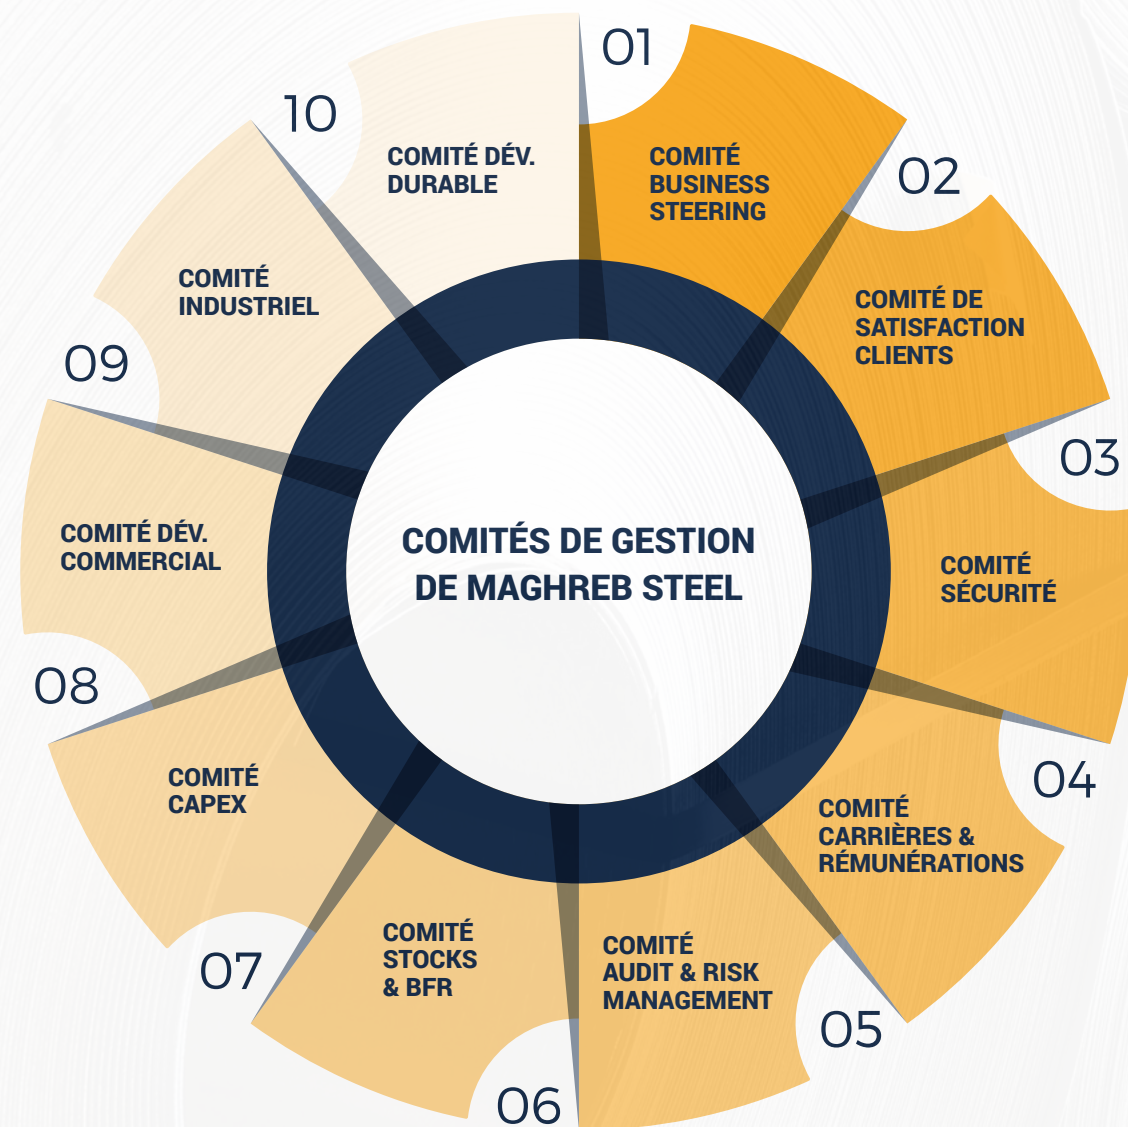 COMITÉS DE GESTION
DE MAGHREB STEEL
01
COMITÉ
BUSINESS
STEERING
02
COMITÉ DE
SATISFACTION
CLIENTS
03
COMITÉ
SÉCURITÉ
04
COMITÉ
CARRIÈRES &
RÉMUNÉRATIONS
05
COMITÉ
AUDIT & RISK
MANAGEMENT
06
COMITÉ
STOCKS
& BFR
07
COMITÉ
CAPEX
08
COMITÉ DÉV.
COMMERCIAL
09
COMITÉ
INDUSTRIEL
10
COMITÉ DÉV.
DURABLE